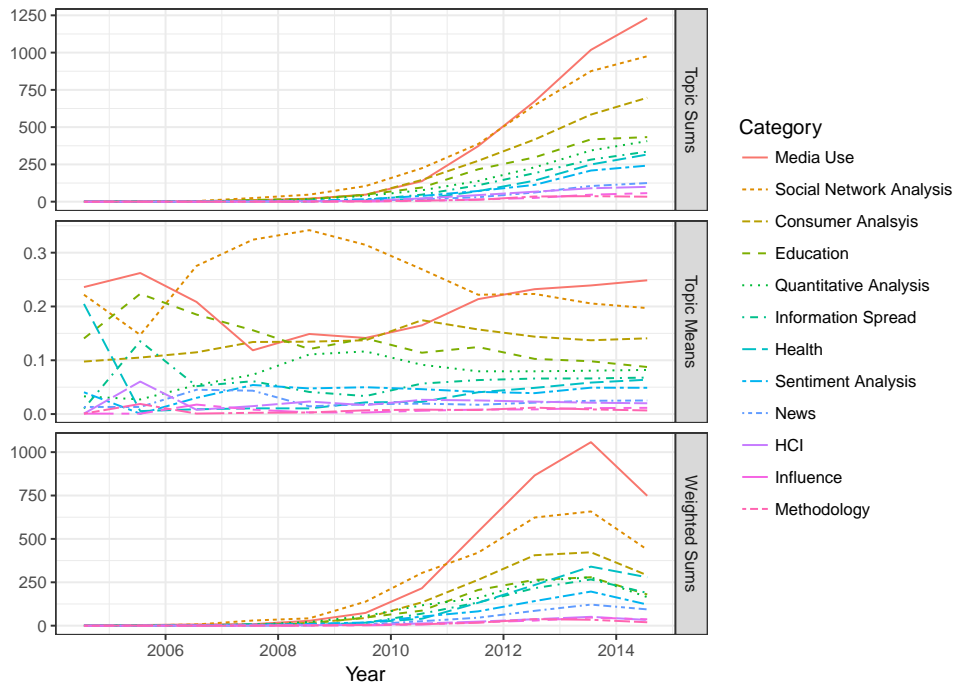 1250
1000
750
500
250
0
Topic Sums
0.3
0.2
0.1
0.0
Topic Means
1000
750
500
250
0
Weighted Sums
2006
2008
2010
2012
2014
Year
Category
Media Use
Social Network Analysis
Consumer Analsyis
Education
Quantitative Analysis
Information Spread
Health
Sentiment Analysis
News
HCI
Influence
Methodology